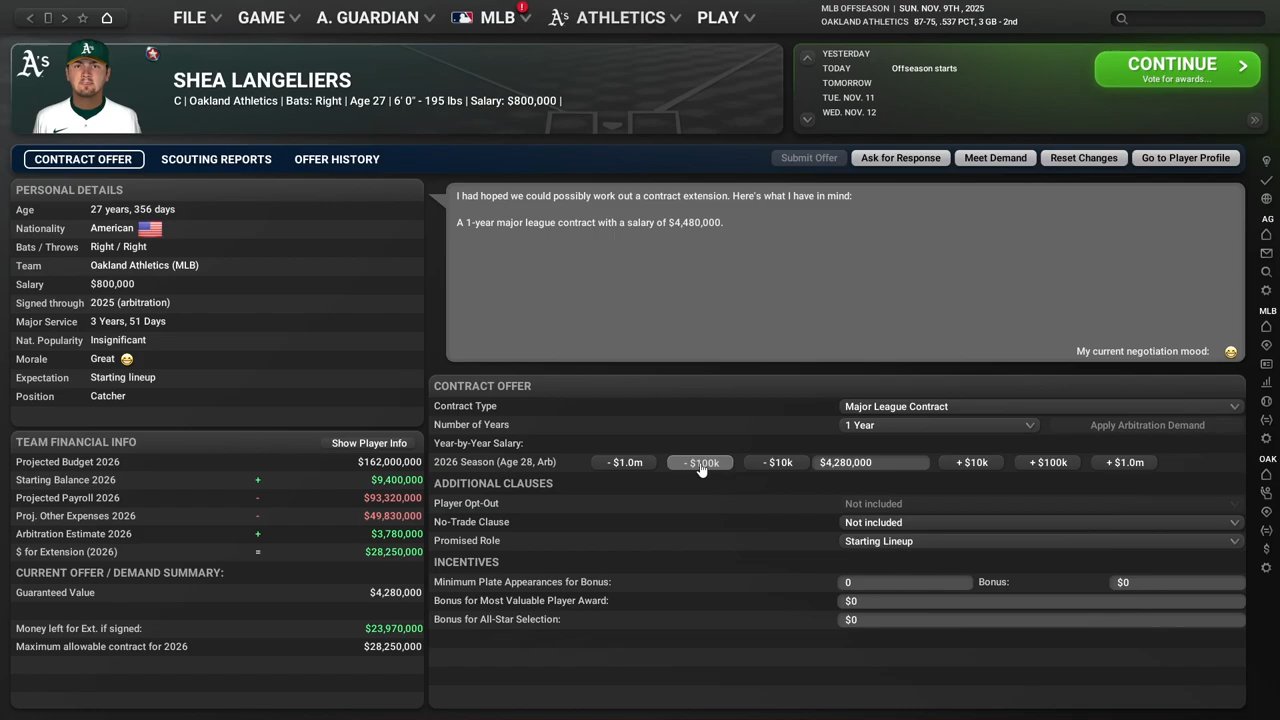 FILE GAME A. GUARDIAN MLB ! A's ATHLETICS PLAY
MLB OFFSEASON | SUN. NOV. 9TH, 2025
OAKLAND ATHLETICS 87-75, .537 PCT, 3 GB - 2nd
A's
SHEA LANGELIERS
C | Oakland Athletics | Bats: Right | Age 27 | 6' 0" - 195 lbs | Salary: $800,000 |
YESTERDAY
TODAY Offseason starts
TOMORROW
TUE. NOV. 11
WED. NOV. 12
CONTINUE
Vote for awards...
CONTRACT OFFER SCOUTING REPORTS OFFER HISTORY
Submit Offer Ask for Response Meet Demand Reset Changes Go to Player Profile
PERSONAL DETAILS
Age 27 years, 356 days
Nationality American
Bats / Throws Right / Right
Team Oakland Athletics (MLB)
Salary $800,000
Signed through 2025 (arbitration)
Major Service 3 Years, 51 Days
Nat. Popularity Insignificant
Morale Great
Expectation Starting lineup
Position Catcher
I had hoped we could possibly work out a contract extension. Here's what I have in mind:
A 1-year major league contract with a salary of $4,480,000.
My current negotiation mood:
TEAM FINANCIAL INFO Show Player Info
Projected Budget 2026 $162,000,000
Starting Balance 2026 + $9,400,000
Projected Payroll 2026 - $93,320,000
Proj. Other Expenses 2026 - $49,830,000
Arbitration Estimate 2026 + $3,780,000
$ for Extension (2026) = $28,250,000
CURRENT OFFER / DEMAND SUMMARY:
Guaranteed Value $4,280,000
Money left for Ext. if signed: $23,970,000
Maximum allowable contract for 2026 $28,250,000
CONTRACT OFFER
Contract Type Major League Contract
Number of Years 1 Year Apply Arbitration Demand
Year-by-Year Salary:
2026 Season (Age 28, Arb) - $1.0m - $100k - $10k $4,280,000 + $10k + $100k + $1.0m
ADDITIONAL CLAUSES
Player Opt-Out Not included
No-Trade Clause Not included
Promised Role Starting Lineup
INCENTIVES
Minimum Plate Appearances for Bonus: 0 Bonus: $0
Bonus for Most Valuable Player Award: $0
Bonus for All-Star Selection: $0
AG
MLB
OAK